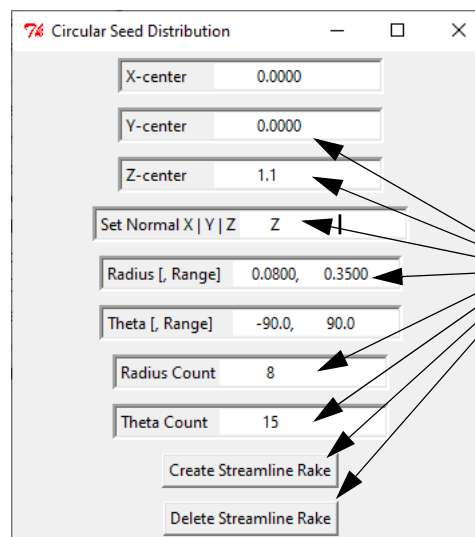 Circular Seed Distribution
X-center 0.0000
Y-center 0.0000
Z-center 1.1
Set Normal X | Y | Z Z
Radius [, Range] 0.0800, 0.3500
Theta [, Range] -90.0, 90.0
Radius Count 8
Theta Count 15
Create Streamline Rake
Delete Streamline Rake